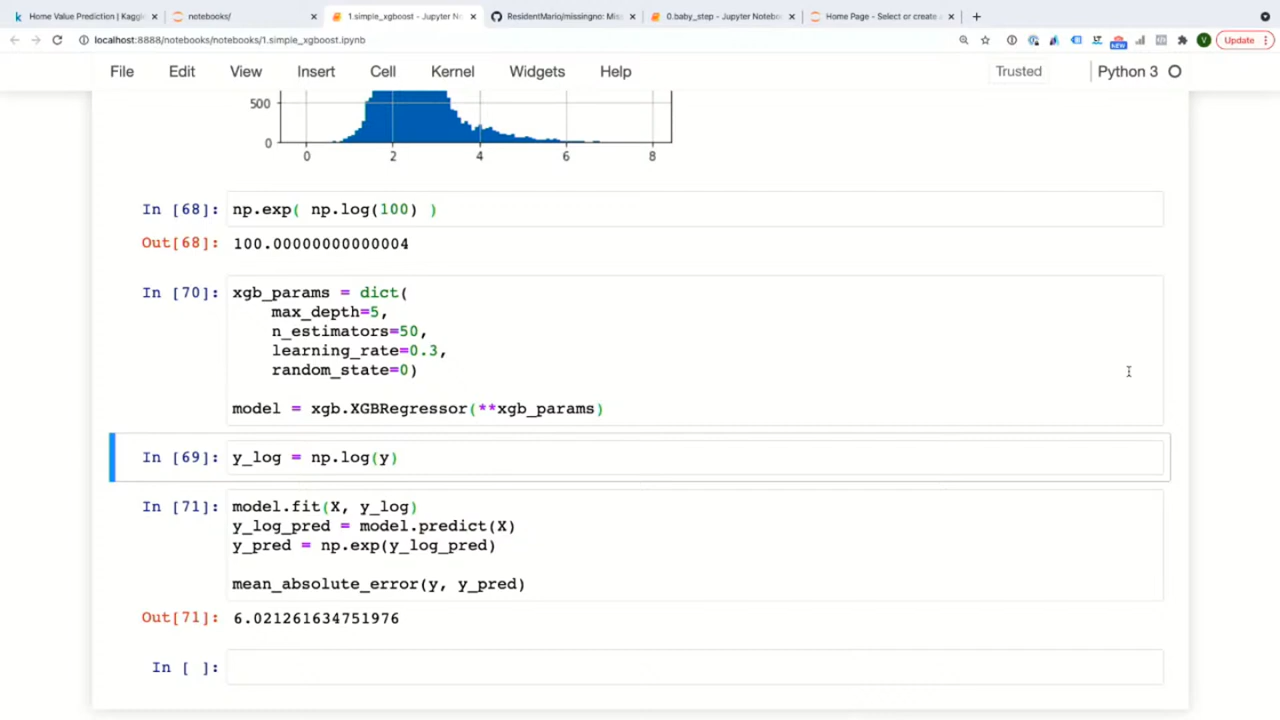 Home Value Prediction | Kaggl
notebooks/
1.simple_xgboost - Jupyter No
ResidentMario/missingno: Miss
0.baby_step - Jupyter Noteboo
Home Page - Select or create
localhost:8888/notebooks/notebooks/1.simple_xgboost.ipynb
Update
File Edit View Insert Cell Kernel Widgets Help
Trusted
Python 3
500
0
0 2 4 6 8
In [68]: np.exp( np.log(100) )
Out[68]: 100.00000000000004
In [70]: xgb_params = dict(
max_depth=5,
n_estimators=50,
learning_rate=0.3,
random_state=0)
model = xgb.XGBRegressor(**xgb_params)
In [69]: y_log = np.log(y)
In [71]: model.fit(X, y_log)
y_log_pred = model.predict(X)
y_pred = np.exp(y_log_pred)
mean_absolute_error(y, y_pred)
Out[71]: 6.021261634751976
In [ ]: